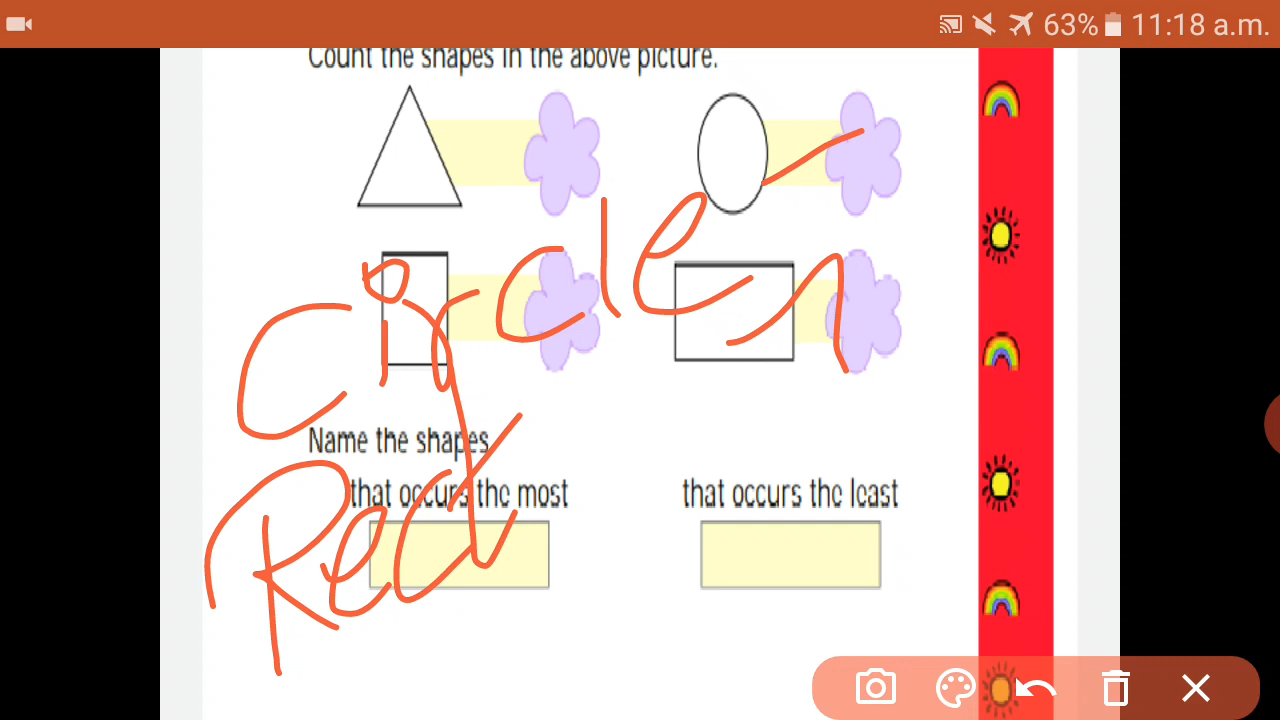 63% 11:18 a.m.
Count the shapes in the above picture.
Circle
Name the shapes
that occurs the most that occurs the least